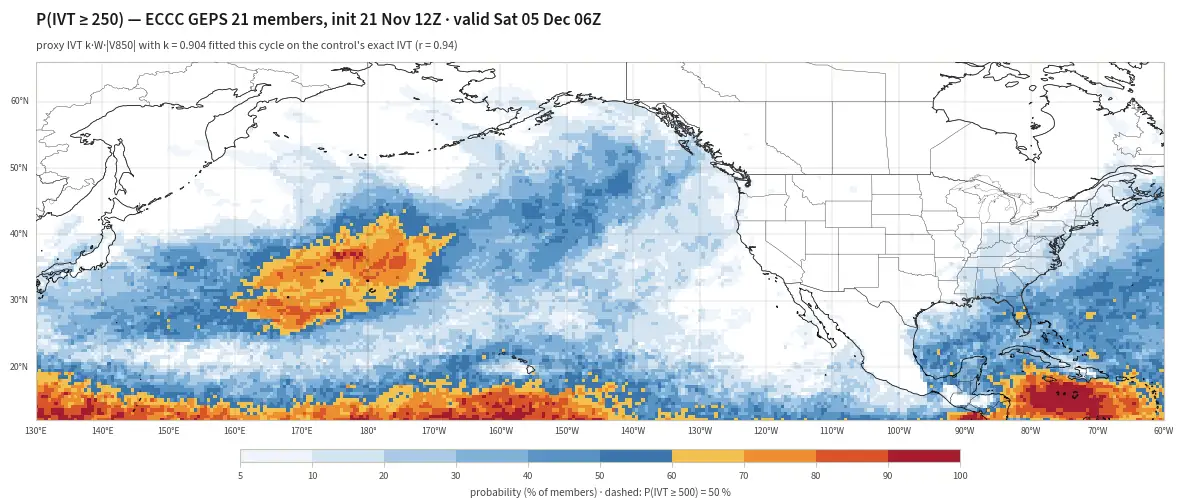 P(IVT ≥ 250) — ECCC GEPS 21 members, init 21 Nov 12Z · valid Sat 05 Dec 06Z
proxy IVT k·W·|V850| with k = 0.904 fitted this cycle on the control's exact IVT (r = 0.94)
60°N
50°N
40°N
30°N
20°N
130°E 140°E 150°E 160°E 170°E 180° 170°W 160°W 150°W 140°W 130°W 120°W 110°W 100°W 90°W 80°W 70°W 60°W
5 10 20 30 40 50 60 70 80 90 100
probability (% of members) · dashed: P(IVT ≥ 500) = 50 %